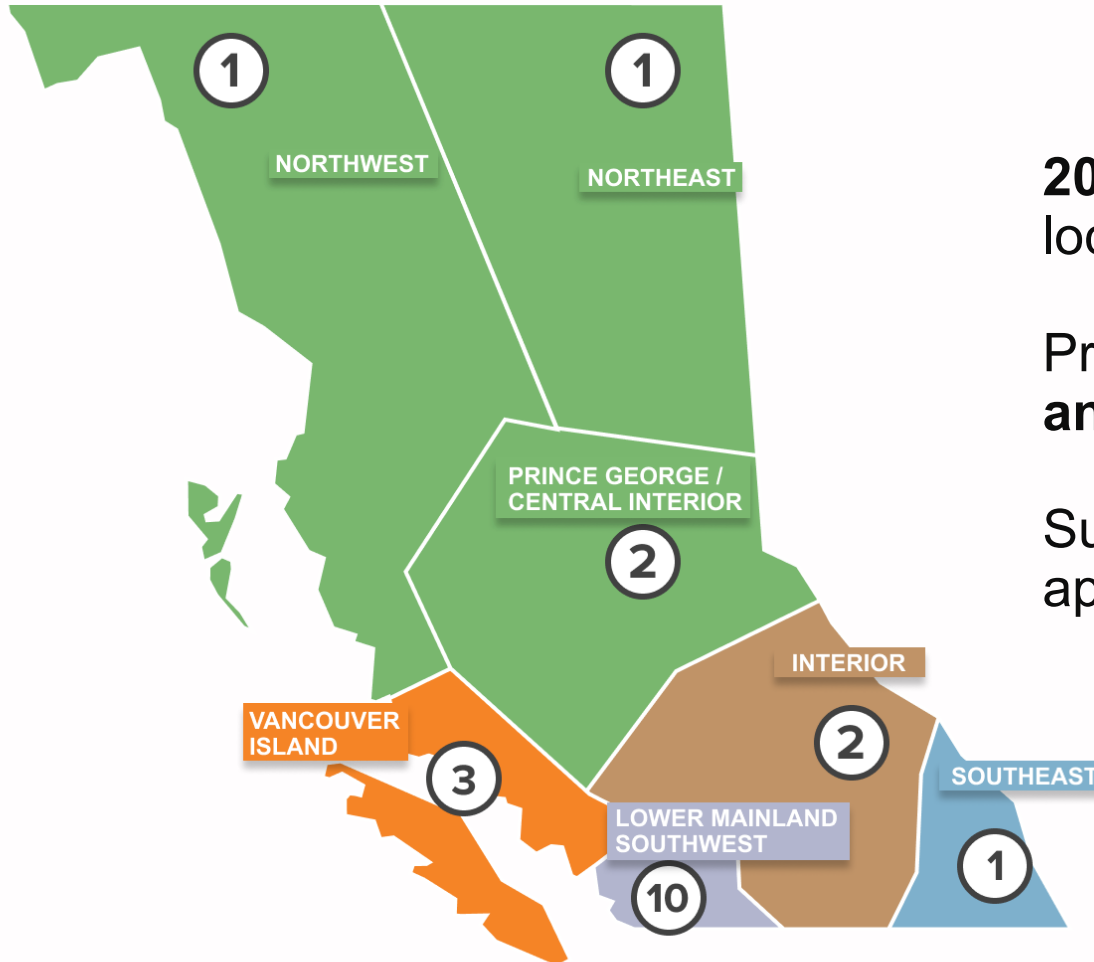 1
1
NORTHWEST
NORTHEAST
PRINCE GEORGE /
CENTRAL INTERIOR
2
INTERIOR
2
VANCOUVER
ISLAND
3
SOUTHEAST
1
LOWER MAINLAND
SOUTHWEST
10
20